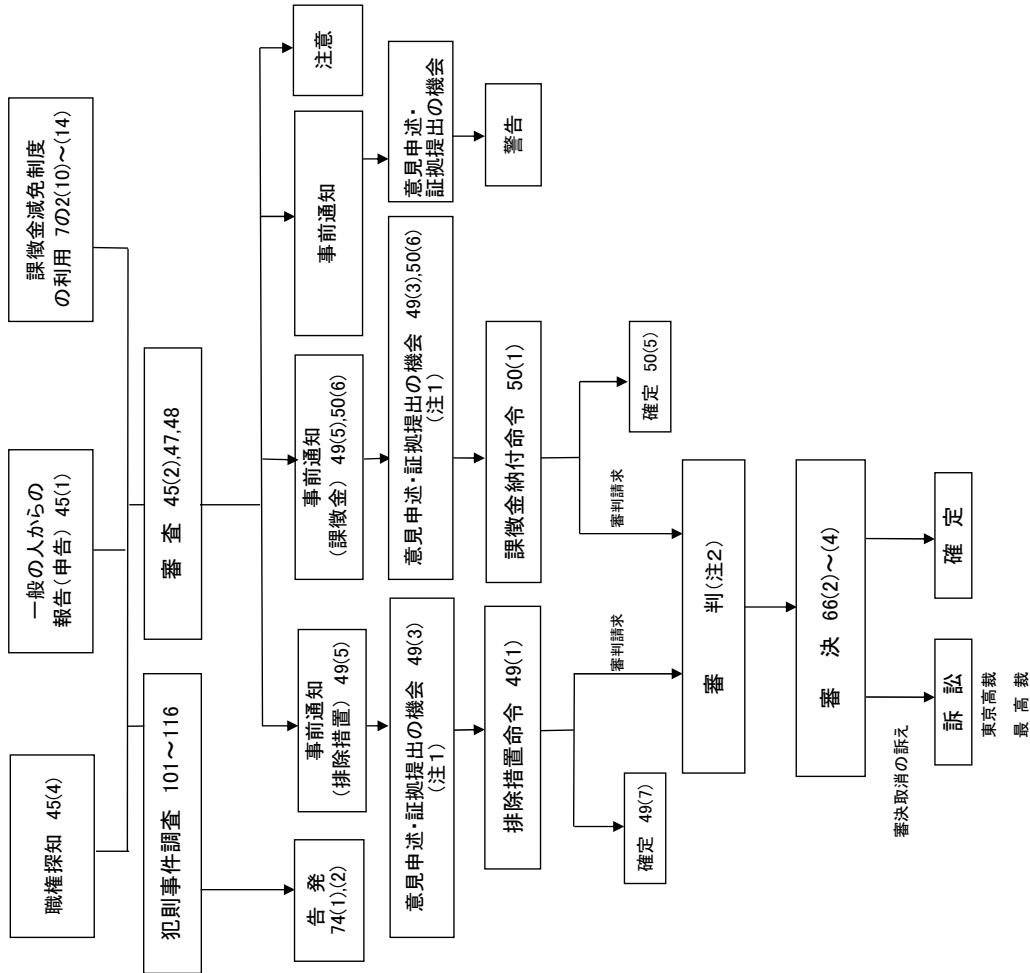 職権探知 45(4)
一般の人からの
報告(申告) 45(1)
課徴金減免制度
の利用 7の2(10)～(14)
犯則事件調査 101～116
審 査 45(2),47,48
告 発
74(1),(2)
事前通知
(排除措置) 49(5)
事前通知
(課徴金) 49(5),50(6)
事前通知
注意
意見申述・証拠提出の機会 49(3)
(注1)
意見申述・証拠提出の機会 49(3),50(6)
(注1)
意見申述・
証拠提出の機会
排除措置命令 49(1)
課徴金納付命令 50(1)
警告
確定 49(7)
審判請求
審判請求
確定 50(5)
審 判(注2)
審 決 66(2)～(4)
審決取消の訴え
訴 訟
確 定
東京高裁
最 高 裁